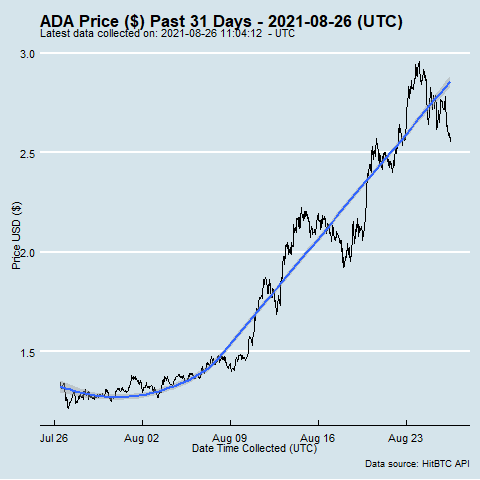 ADA Price ($) Past 31 Days - 2021-08-26 (UTC)
Latest data collected on: 2021-08-26 11:04:12 - UTC
3.0
2.5
2.0
1.5
Price USD ($)
Jul 26 Aug 02 Aug 09 Aug 16 Aug 23
Date Time Collected (UTC)
Data source: HitBTC API